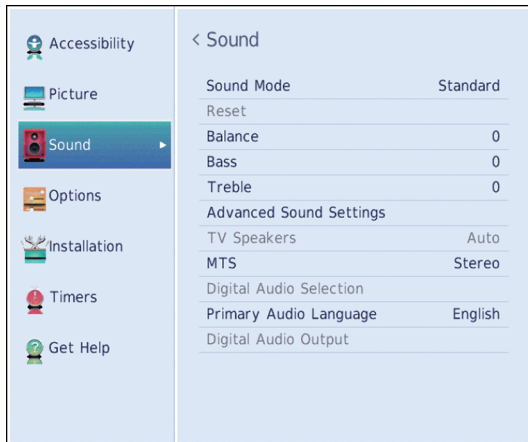 Accessibility
Picture
Sound
Options
Installation
Timers
Get Help
< Sound
Sound Mode Standard
Reset
Balance 0
Bass 0
Treble 0
Advanced Sound Settings
TV Speakers Auto
MTS Stereo
Digital Audio Selection
Primary Audio Language English
Digital Audio Output